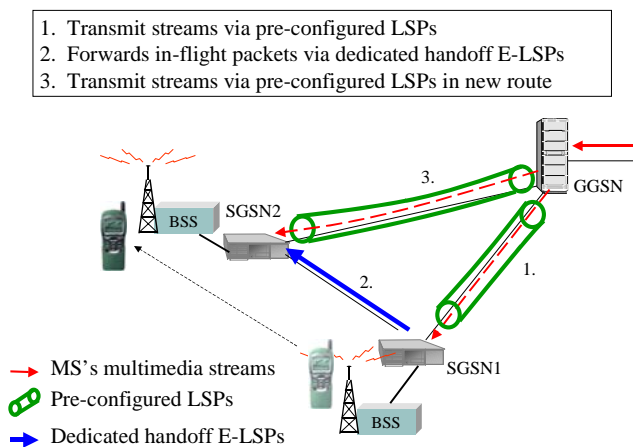 1. Transmit streams via pre-configured LSPs
2. Forwards in-flight packets via dedicated handoff E-LSPs
3. Transmit streams via pre-configured LSPs in new route
3.
GGSN
SGSN2
BSS
1.
2.
SGSN1
MS's multimedia streams
Pre-configured LSPs
BSS
Dedicated handoff E-LSPs